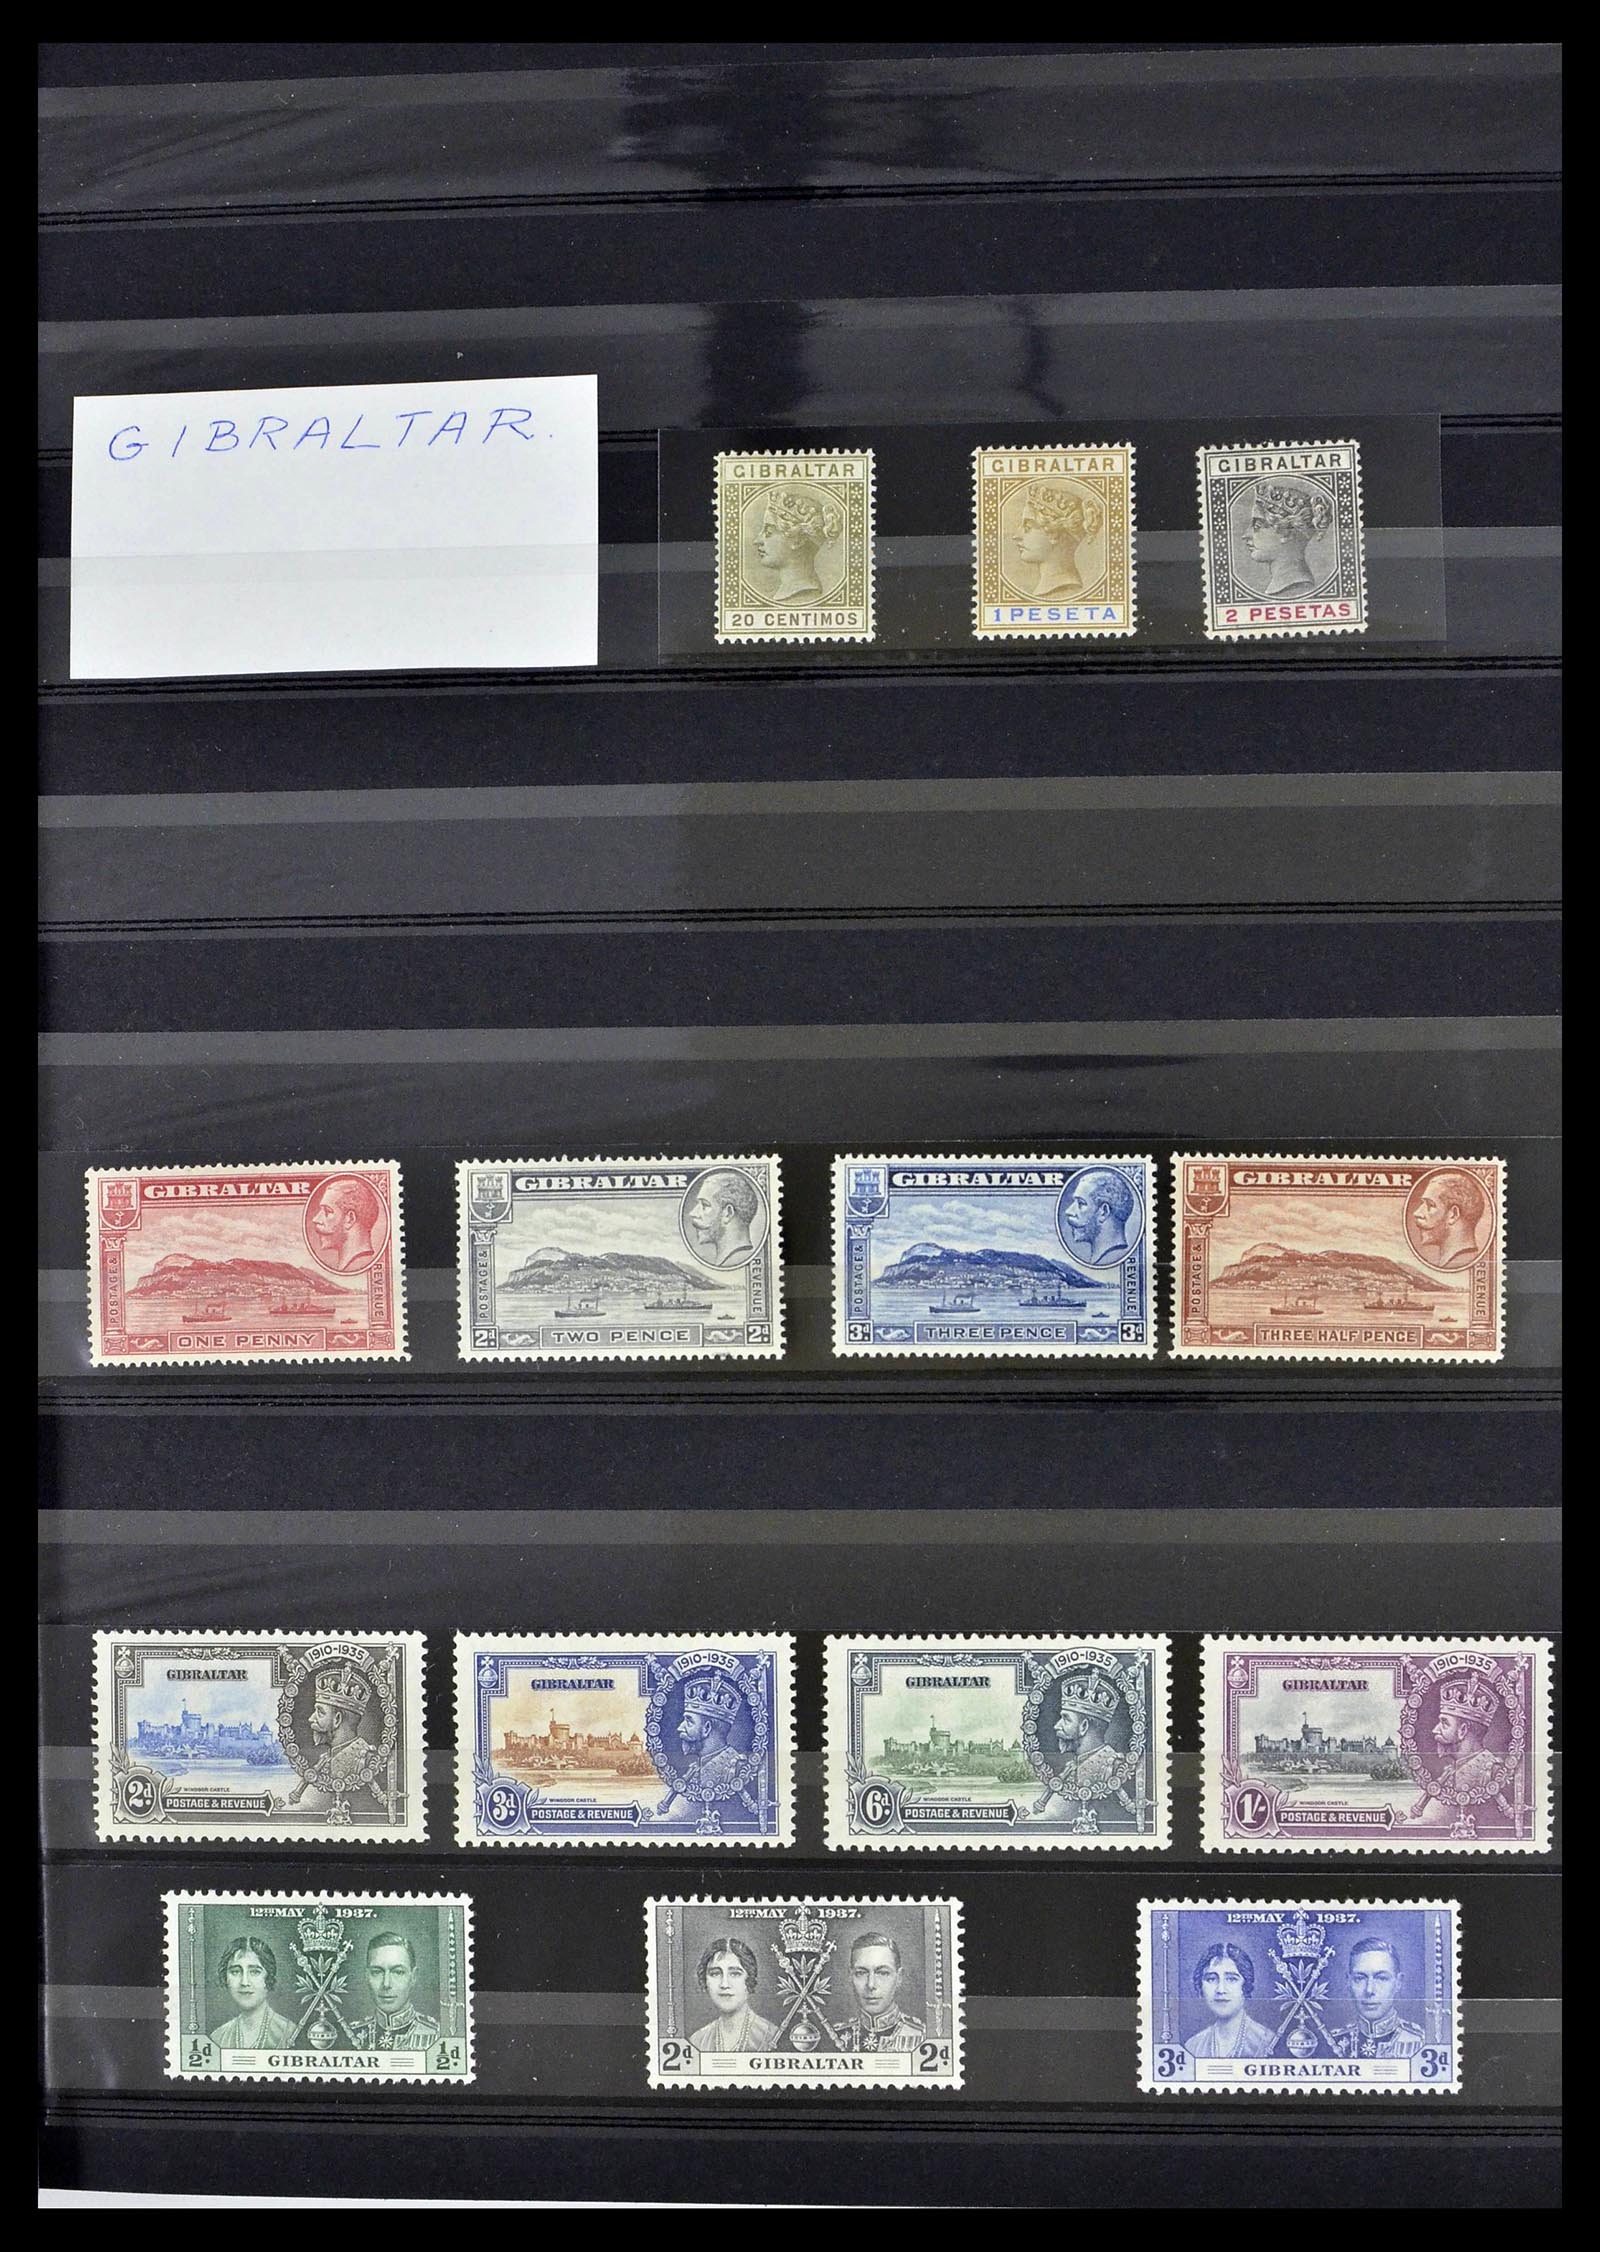 GIBRALTAR.
GIBRALTAR
20 CENTIMOS
GIBRALTAR
1 PESETA
GIBRALTAR
2 PESETAS
GIBRALTAR
POSTAGE &
REVENUE
ONE PENNY
GIBRALTAR
POSTAGE &
REVENUE
2d. TWO PENCE 2d.
GIBRALTAR
POSTAGE &
REVENUE
3d. THREE PENCE 3d.
GIBRALTAR
POSTAGE &
REVENUE
THREE HALF PENCE
1910-1935
GIBRALTAR
WINDSOR CASTLE
2d. POSTAGE & REVENUE
1910-1935
GIBRALTAR
WINDSOR CASTLE
3d. POSTAGE & REVENUE
1910-1935
GIBRALTAR
WINDSOR CASTLE
6d. POSTAGE & REVENUE
1910-1935
GIBRALTAR
WINDSOR CASTLE
1/- POSTAGE & REVENUE
12TH MAY 1937.
½d. GIBRALTAR ½d.
12TH MAY 1937.
2d. GIBRALTAR 2d.
12TH MAY 1937.
3d. GIBRALTAR 3d.